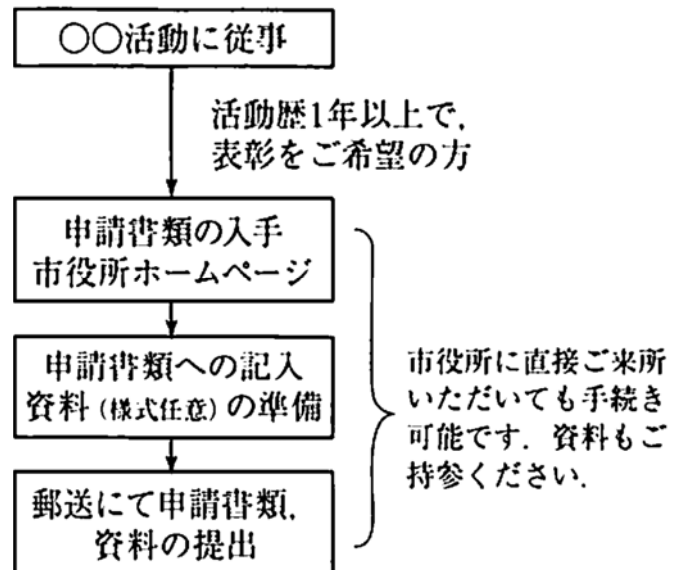 ○○活動に従事
活動歴1年以上で,
表彰をご希望の方
申請書類の入手
市役所ホームページ
申請書類への記入
資料(様式任意)の準備
郵送にて申請書類,
資料の提出
市役所に直接ご来所
いただいても手続き
可能です. 資料もご
持参ください.